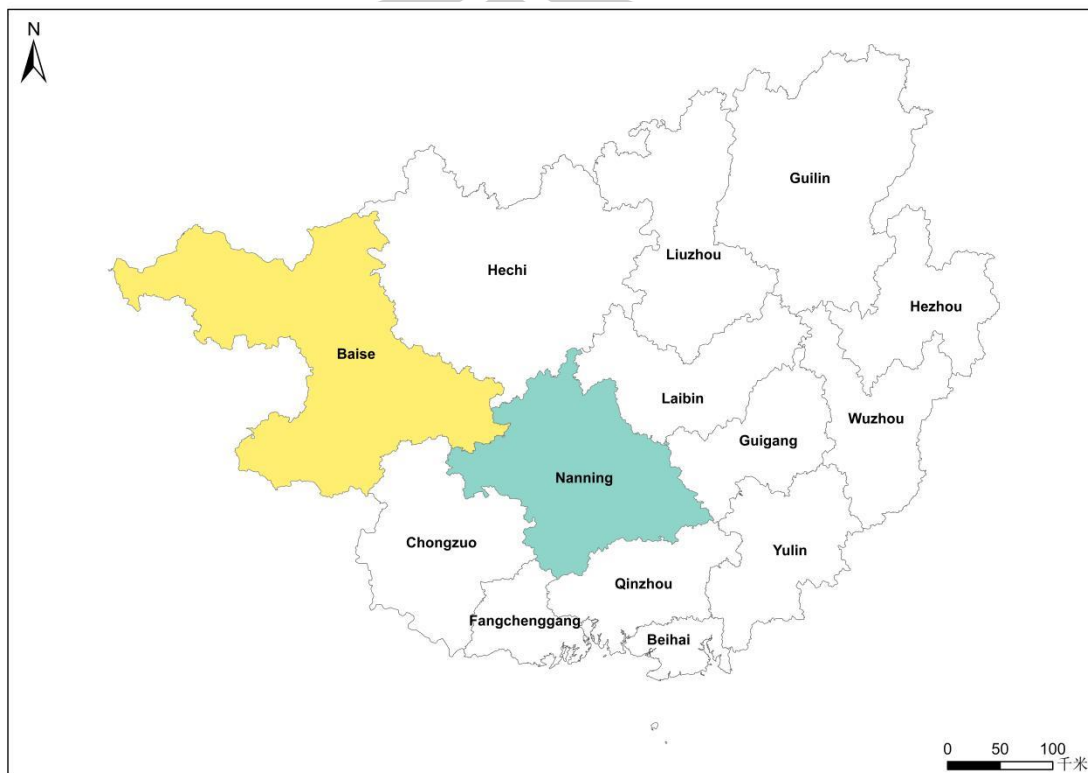 N
Guilin
Liuzhou
Hechi
Hezhou
Baise
Laibin
Wuzhou
Guigang
Nanning
Chongzuo
Yulin
Qinzhou
Fangchenggang
Beihai
0 50 100
千米